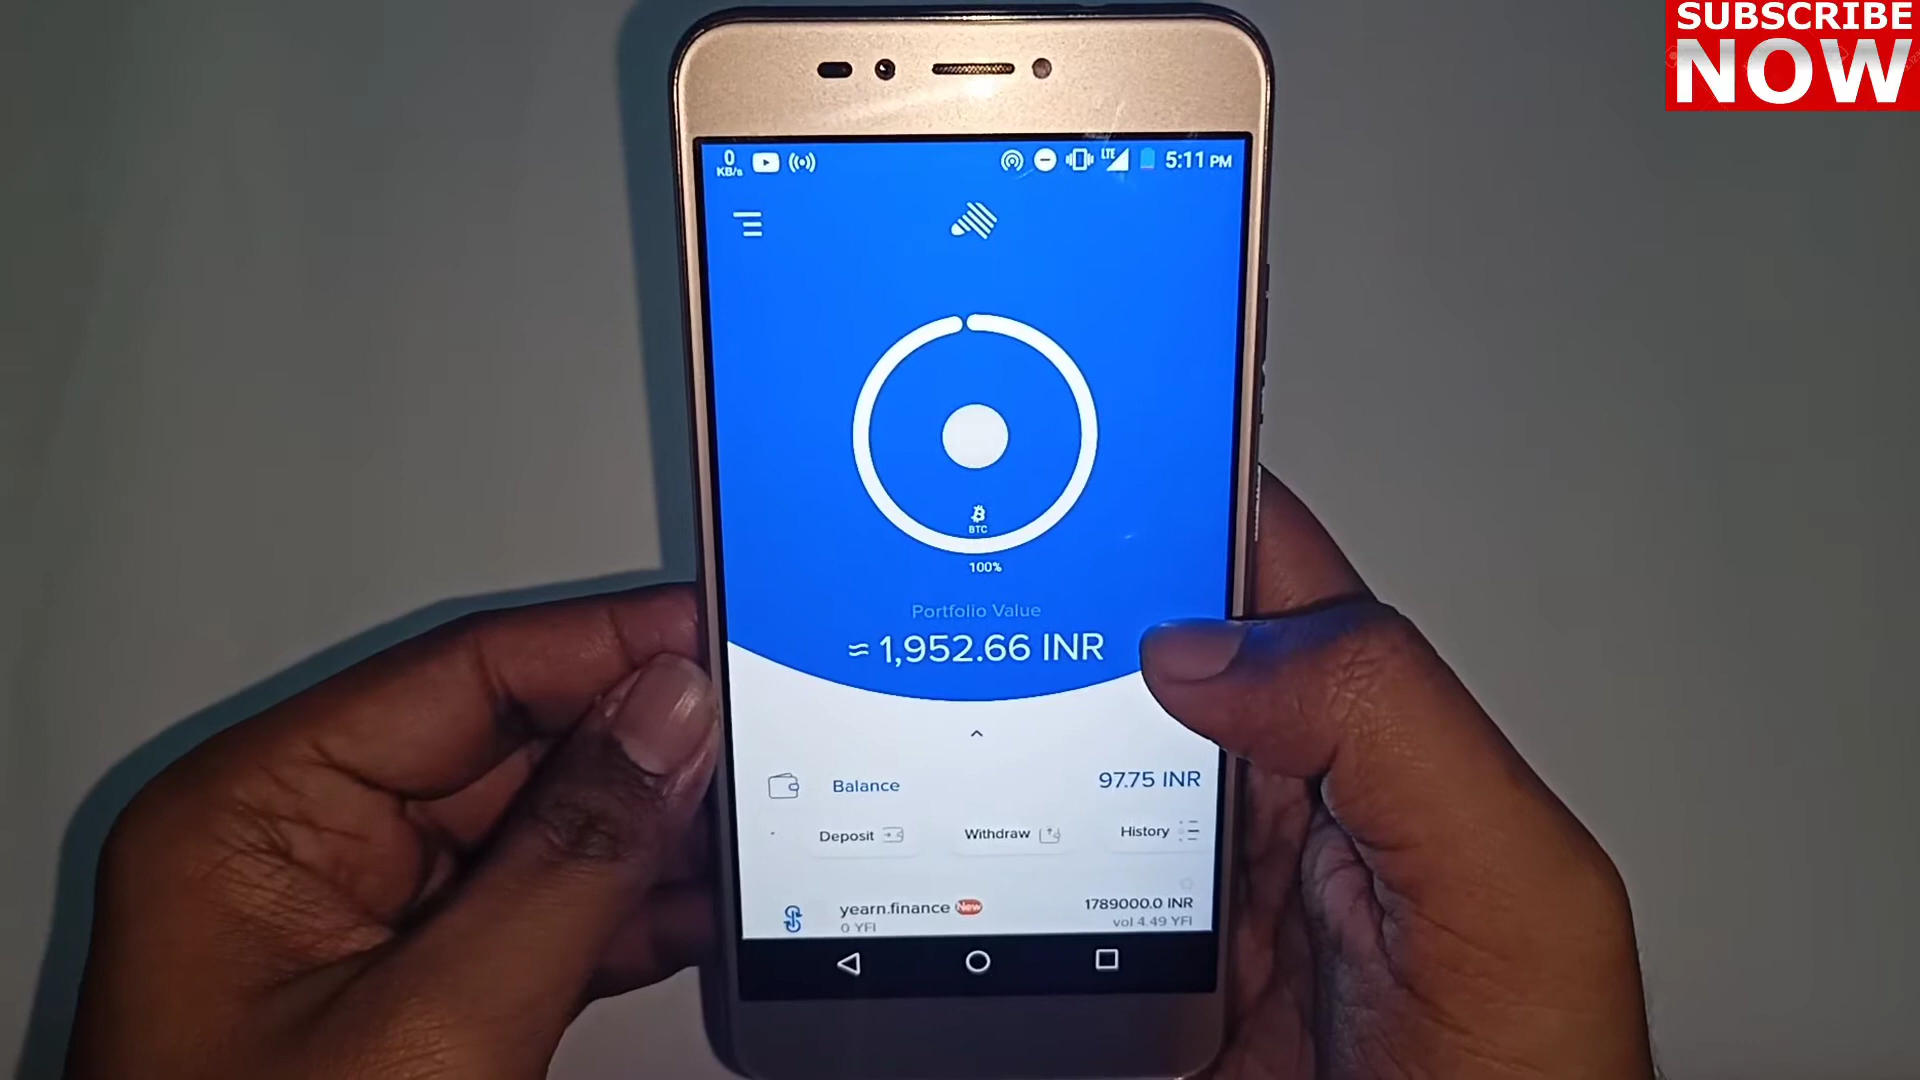 SUBSCRIBE
NOW
0
KB/s
LTE
5:11 PM
BTC
100%
Portfolio Value
≈ 1,952.66 INR
Balance
97.75 INR
Deposit
Withdraw
History
yearn.finance New
1789000.0 INR
0 YFI
vol 4.49 YFI